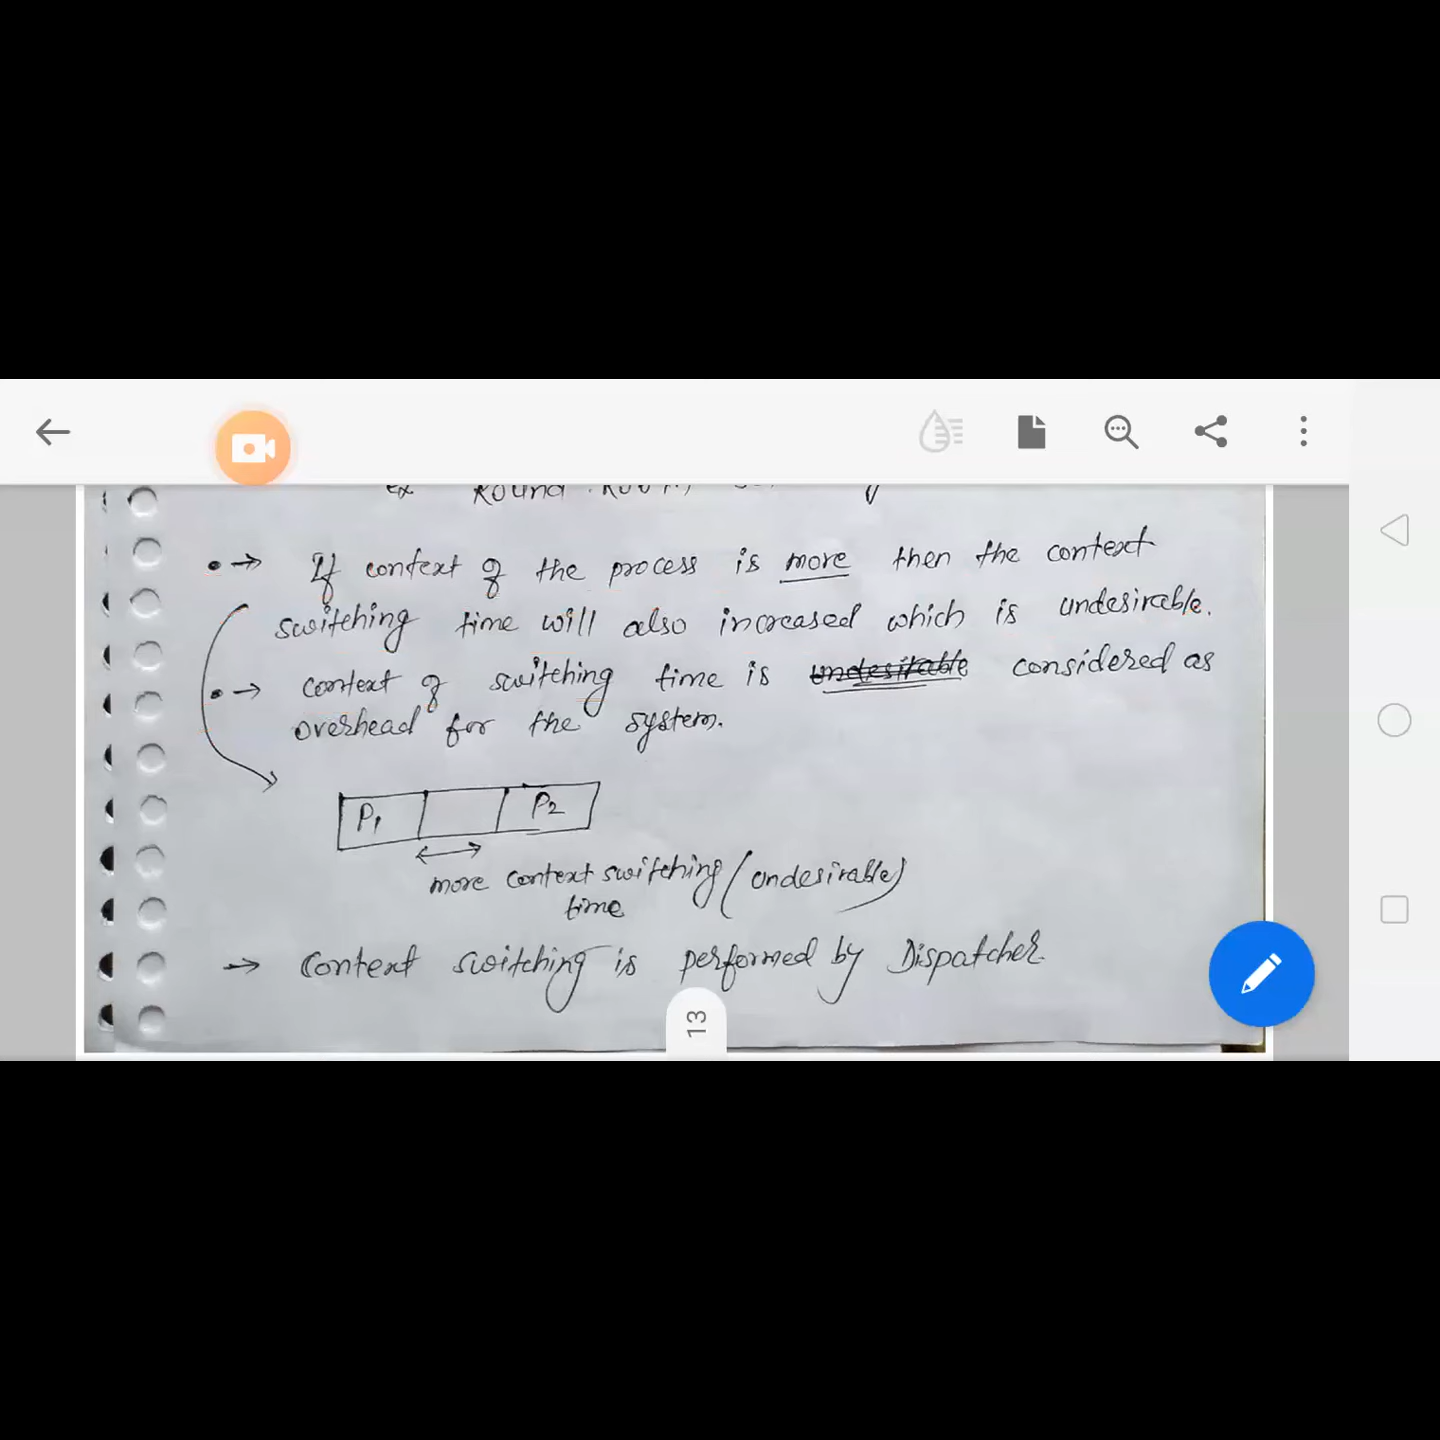 ex Round
•→ If context of the process is more then the context
switching time will also increased which is undesirable.
•→ context of switching time is undesirable considered as
overhead for the system.
P1 P2
more context switching (undesirable)
time
→ Context switching is performed by Dispatcher.
13